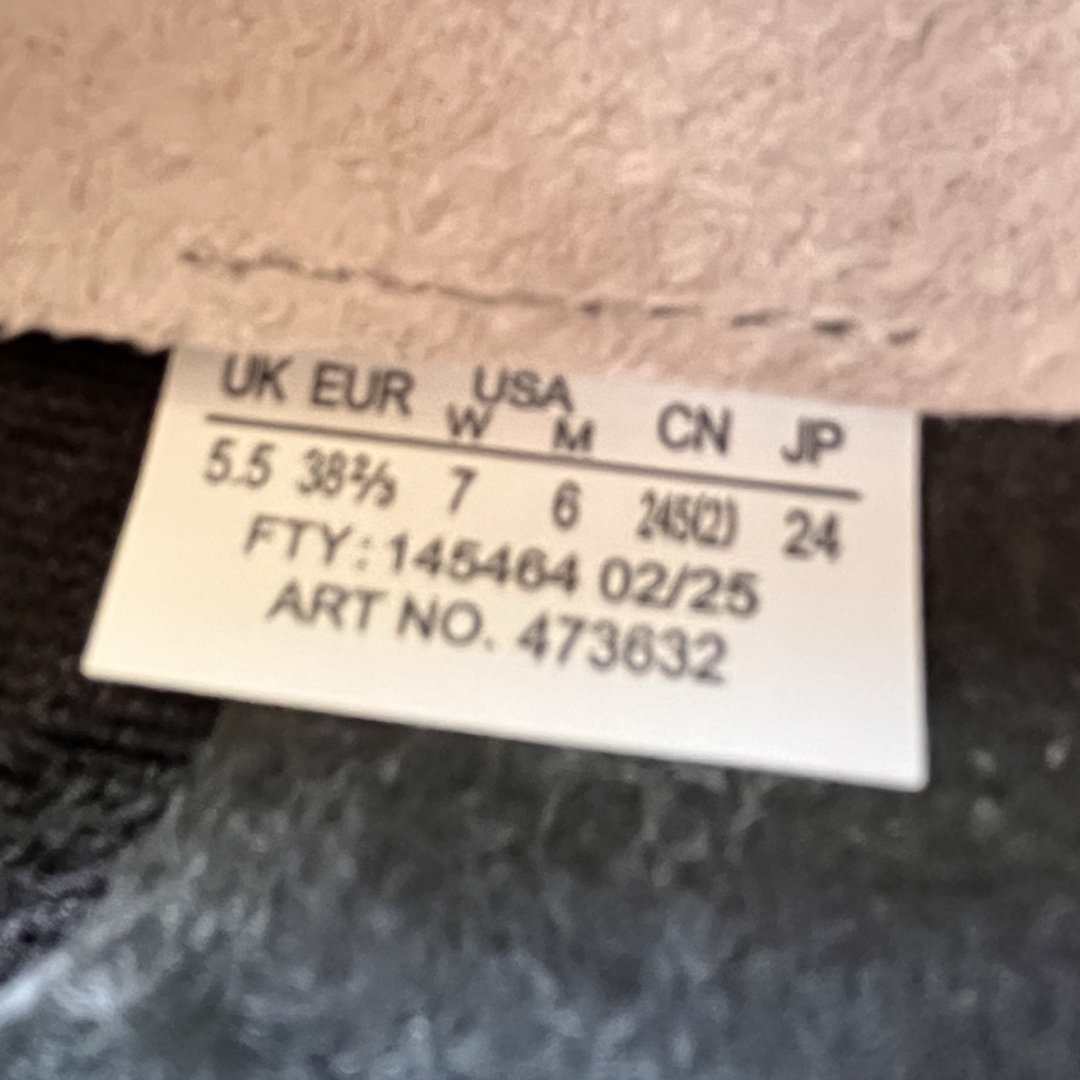 UK EUR USA CN JP
W M
5.5 38⅔ 7 6 245(2) 24
FTY: 145464 02/25
ART NO. 473632